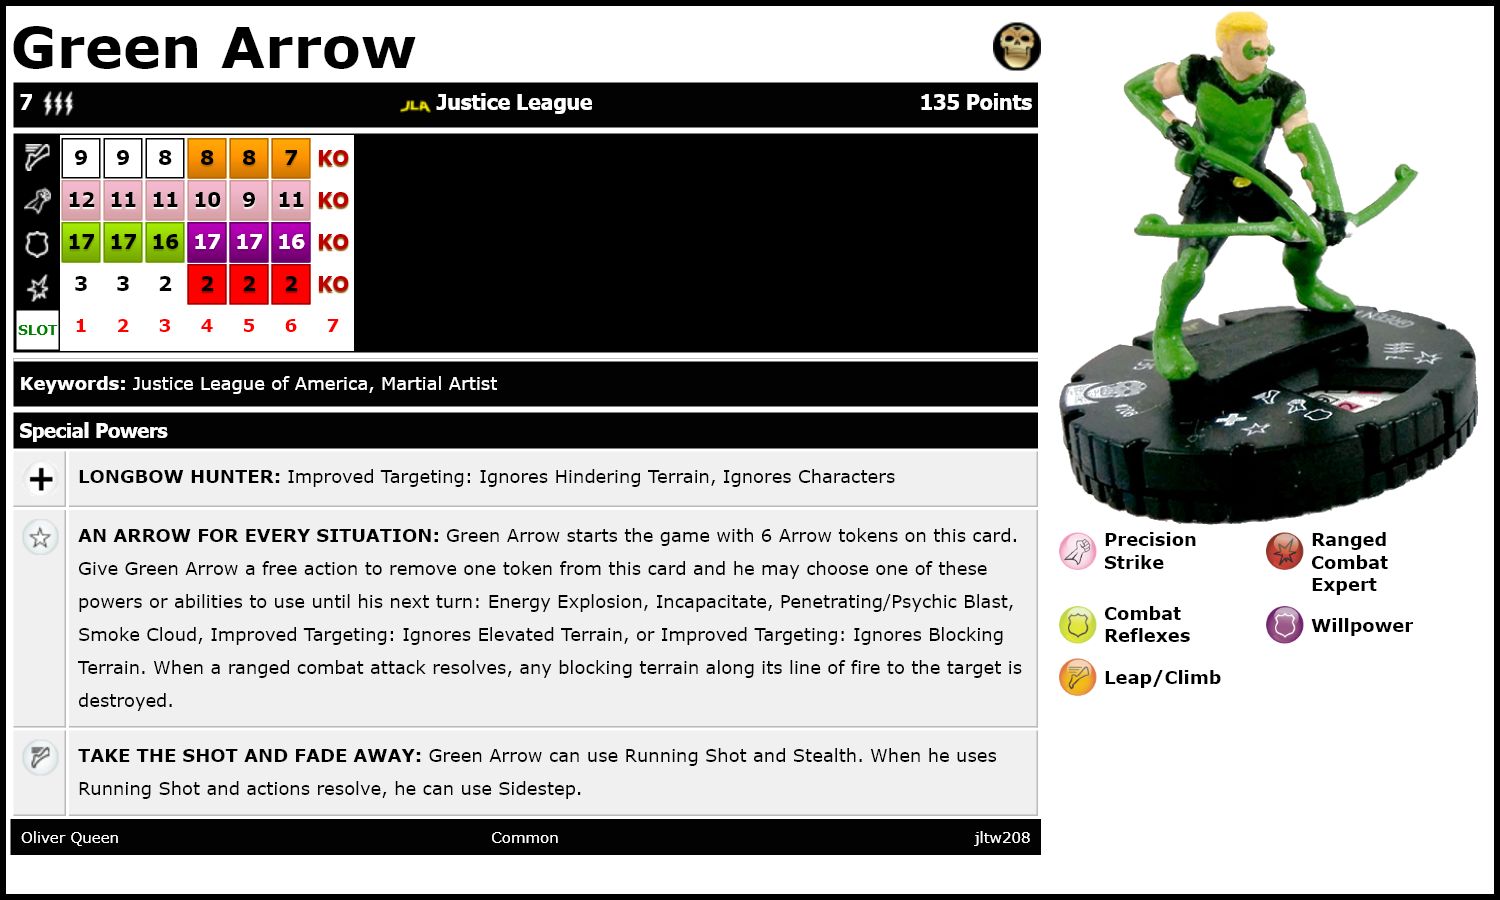 Green Arrow
7 JLA Justice League 135 Points
9 9 8 8 8 7 KO
12 11 11 10 9 11 KO
17 17 16 17 17 16 KO
3 3 2 2 2 2 KO
SLOT 1 2 3 4 5 6 7
Keywords: Justice League of America, Martial Artist
Special Powers
LONGBOW HUNTER: Improved Targeting: Ignores Hindering Terrain, Ignores Characters
AN ARROW FOR EVERY SITUATION: Green Arrow starts the game with 6 Arrow tokens on this card.
Give Green Arrow a free action to remove one token from this card and he may choose one of these
powers or abilities to use until his next turn: Energy Explosion, Incapacitate, Penetrating/Psychic Blast,
Smoke Cloud, Improved Targeting: Ignores Elevated Terrain, or Improved Targeting: Ignores Blocking
Terrain. When a ranged combat attack resolves, any blocking terrain along its line of fire to the target is
destroyed.
TAKE THE SHOT AND FADE AWAY: Green Arrow can use Running Shot and Stealth. When he uses
Running Shot and actions resolve, he can use Sidestep.
Oliver Queen Common jltw208
Precision
Strike
Ranged
Combat
Expert
Combat
Reflexes
Willpower
Leap/Climb